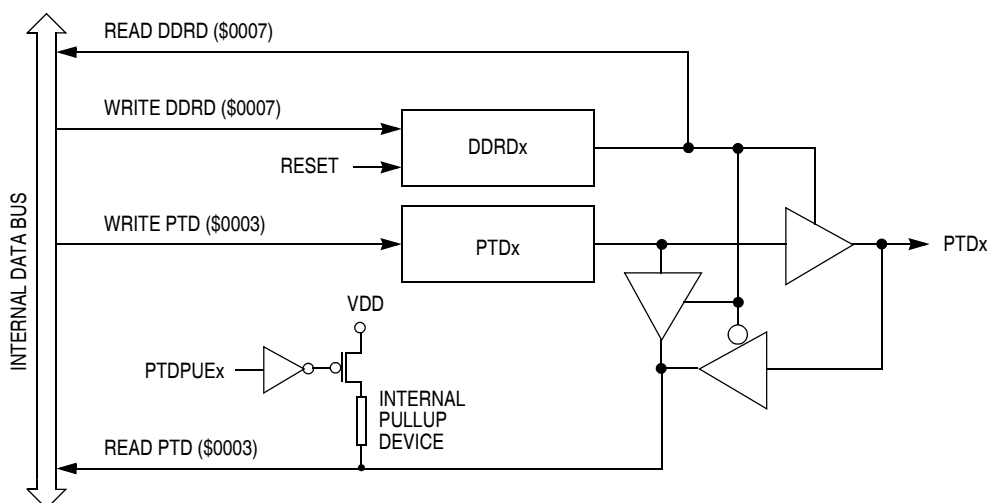 READ DDRD ($0007)
WRITE DDRD ($0007)
DDRDx
RESET
WRITE PTD ($0003)
PTDx
PTDx
INTERNAL DATA BUS
VDD
PTDPUEx
INTERNAL
PULLUP
DEVICE
READ PTD ($0003)